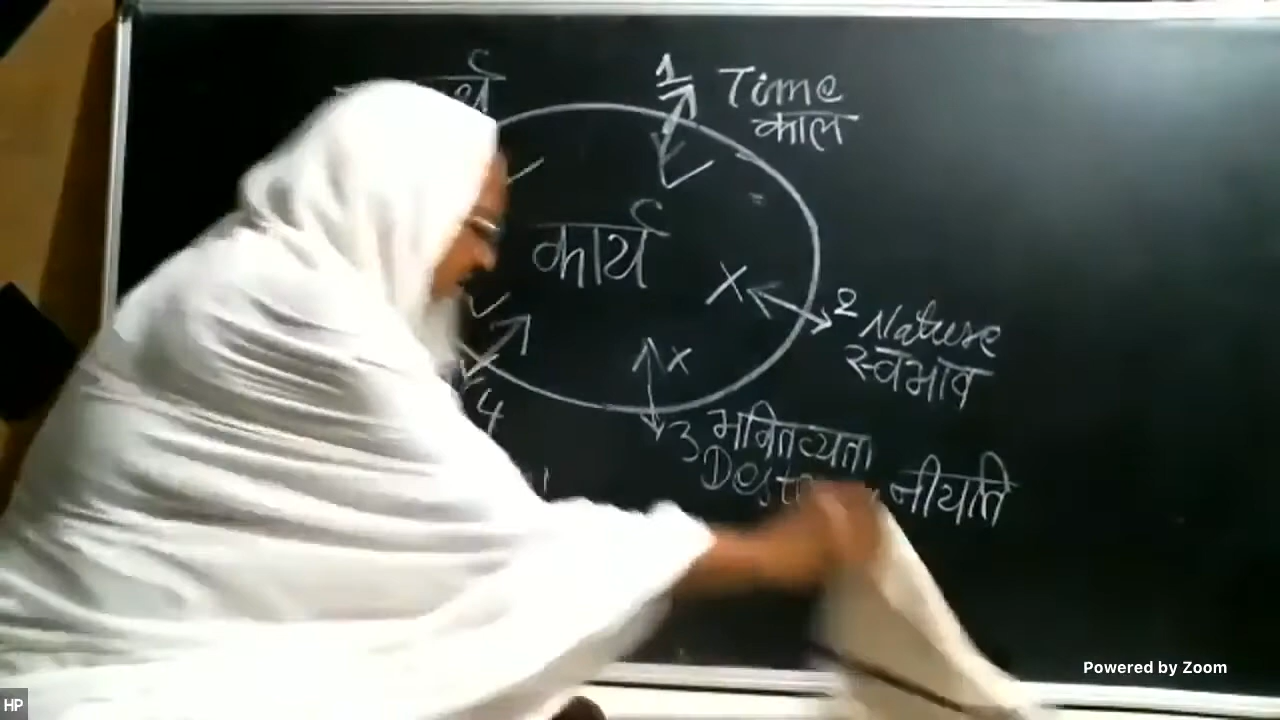 1 Time
काल
कार्य
2 Nature
स्वभाव
4
3 भवितव्यता
नीयति
Powered by Zoom
HP